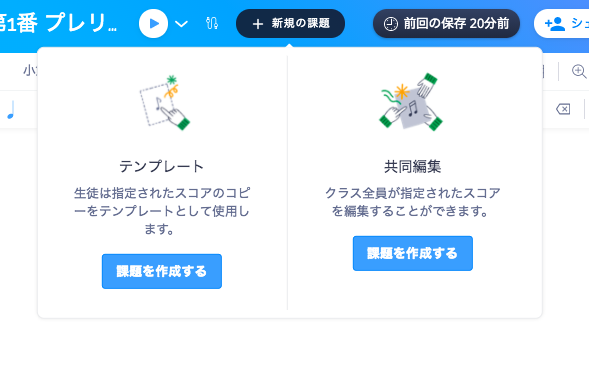 第1番 プレリ...
新規の課題
前回の保存 20分前
シェ
小
テンプレート
生徒は指定されたスコアのコピ
ーをテンプレートとして使用し
ます。
課題を作成する
共同編集
クラス全員が指定されたスコア
を編集することができます。
課題を作成する